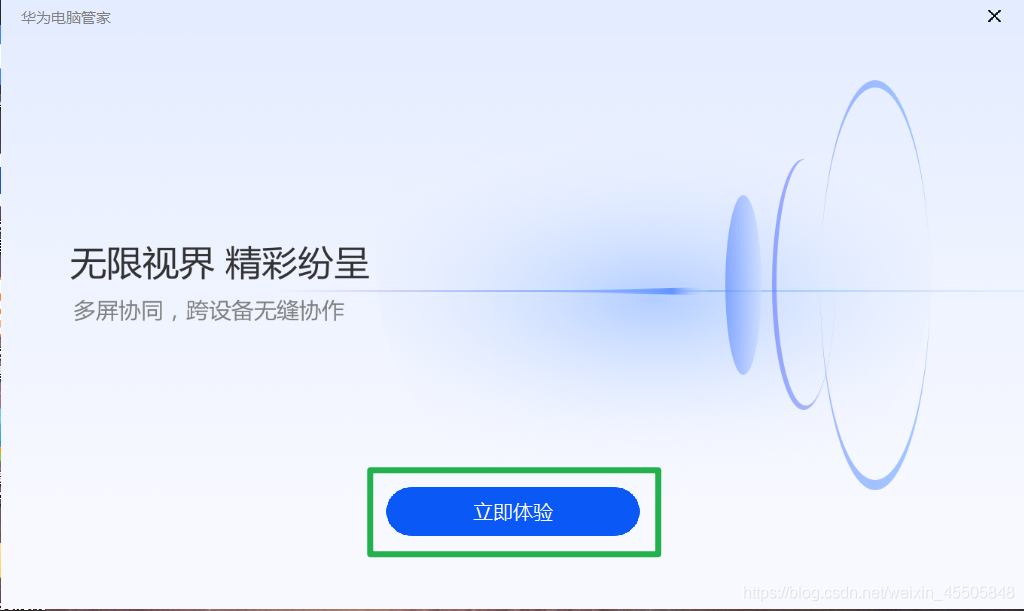 华为电脑管家
无限视界 精彩纷呈
多屏协同，跨设备无缝协作
立即体验
https://blog.csdn.net/weixin_45505848